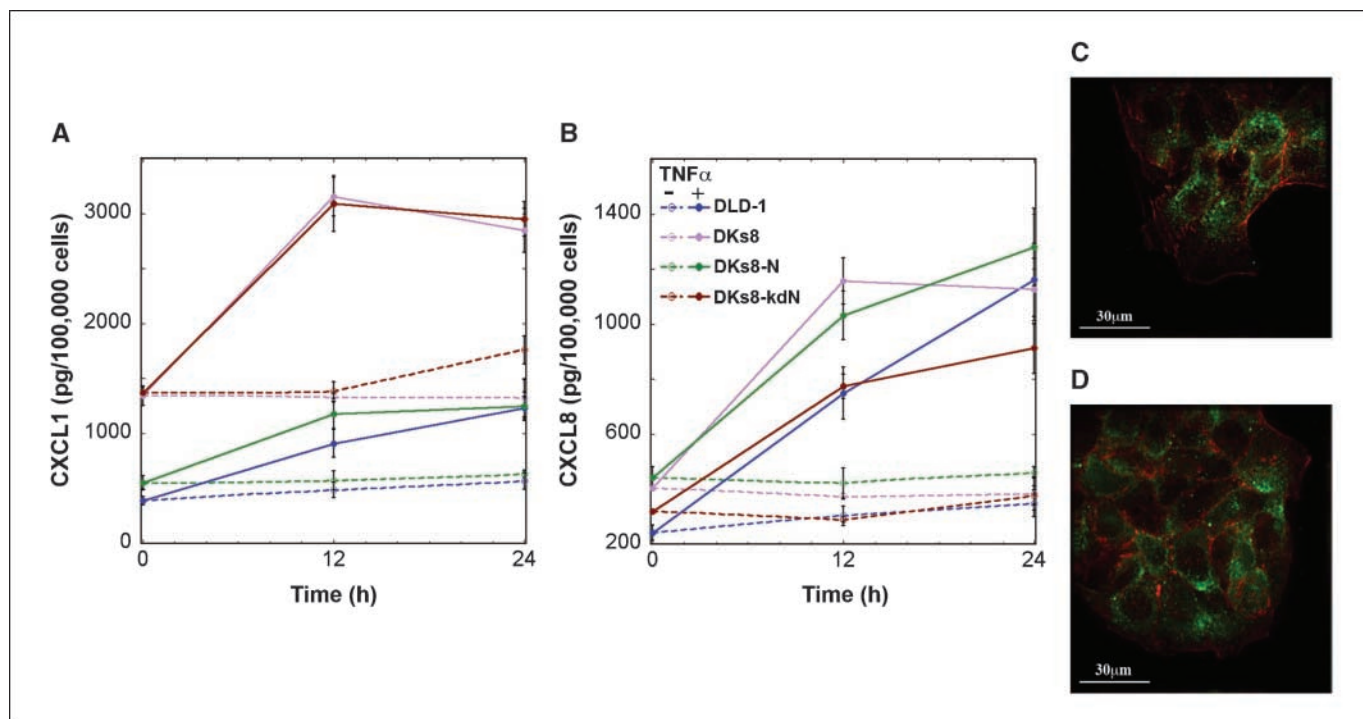 A
CXCL1 (pg/100,000 cells)
3000
2000
1000
0
0 12 24
Time (h)
B
CXCL8 (pg/100,000 cells)
1400
1000
600
200
0 12 24
Time (h)
TNFα
- +
DLD-1
DKs8
DKs8-N
DKs8-kdN
C
30µm
D
30µm